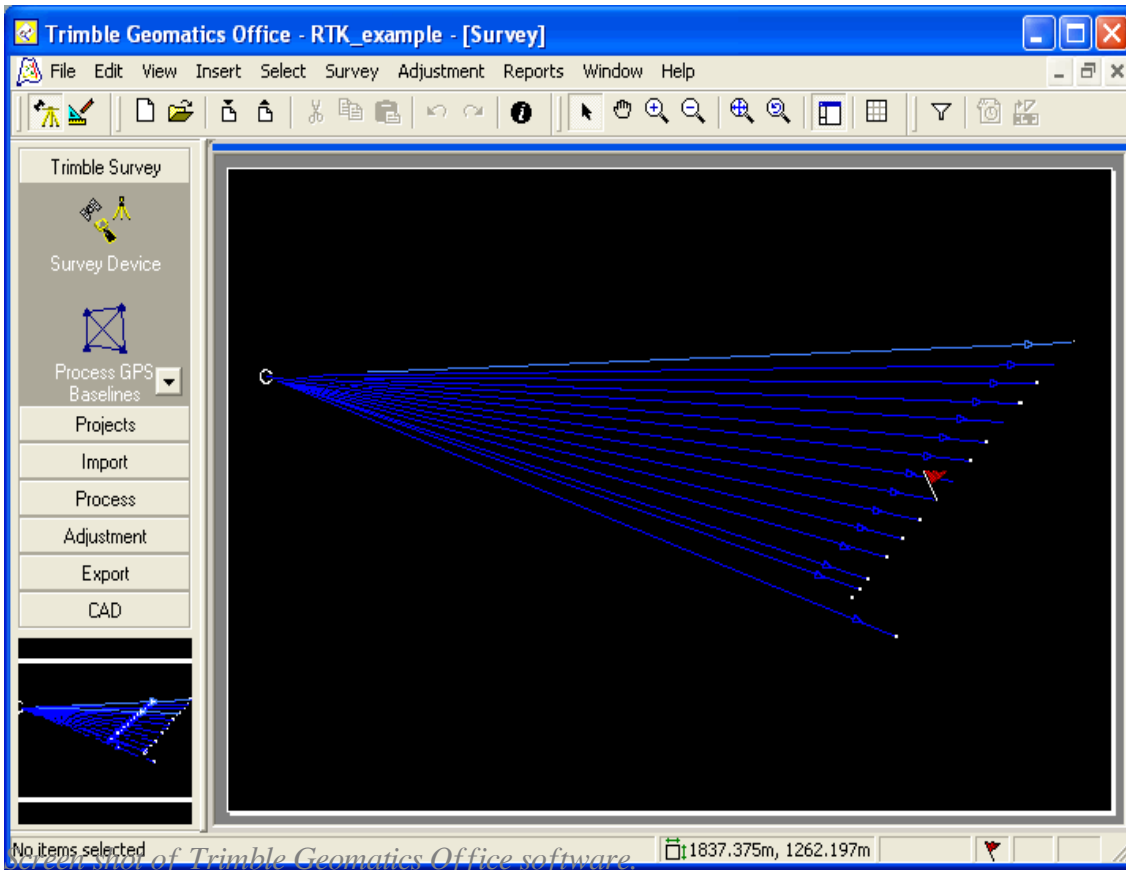 Trimble Geomatics Office - RTK_example - [Survey]
File Edit View Insert Select Survey Adjustment Reports Window Help
Trimble Survey
Survey Device
Process GPS
Baselines
Projects
Import
Process
Adjustment
Export
CAD
No items selected
1837.375m, 1262.197m
Screen shot of Trimble Geomatics Office software.